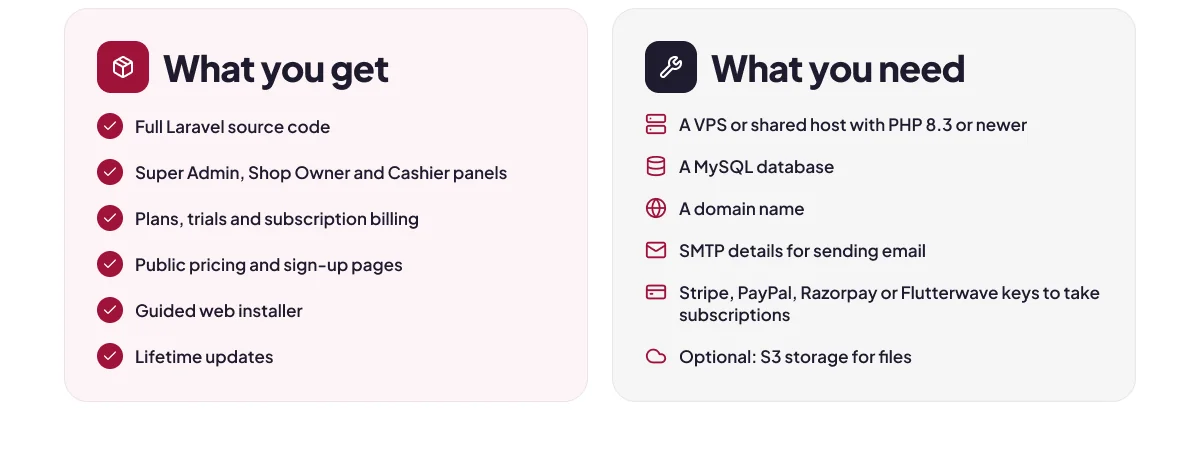 What you get
Full Laravel source code
Super Admin, Shop Owner and Cashier panels
Plans, trials and subscription billing
Public pricing and sign-up pages
Guided web installer
Lifetime updates
What you need
A VPS or shared host with PHP 8.3 or newer
A MySQL database
A domain name
SMTP details for sending email
Stripe, PayPal, Razorpay or Flutterwave keys to take
subscriptions
Optional: S3 storage for files